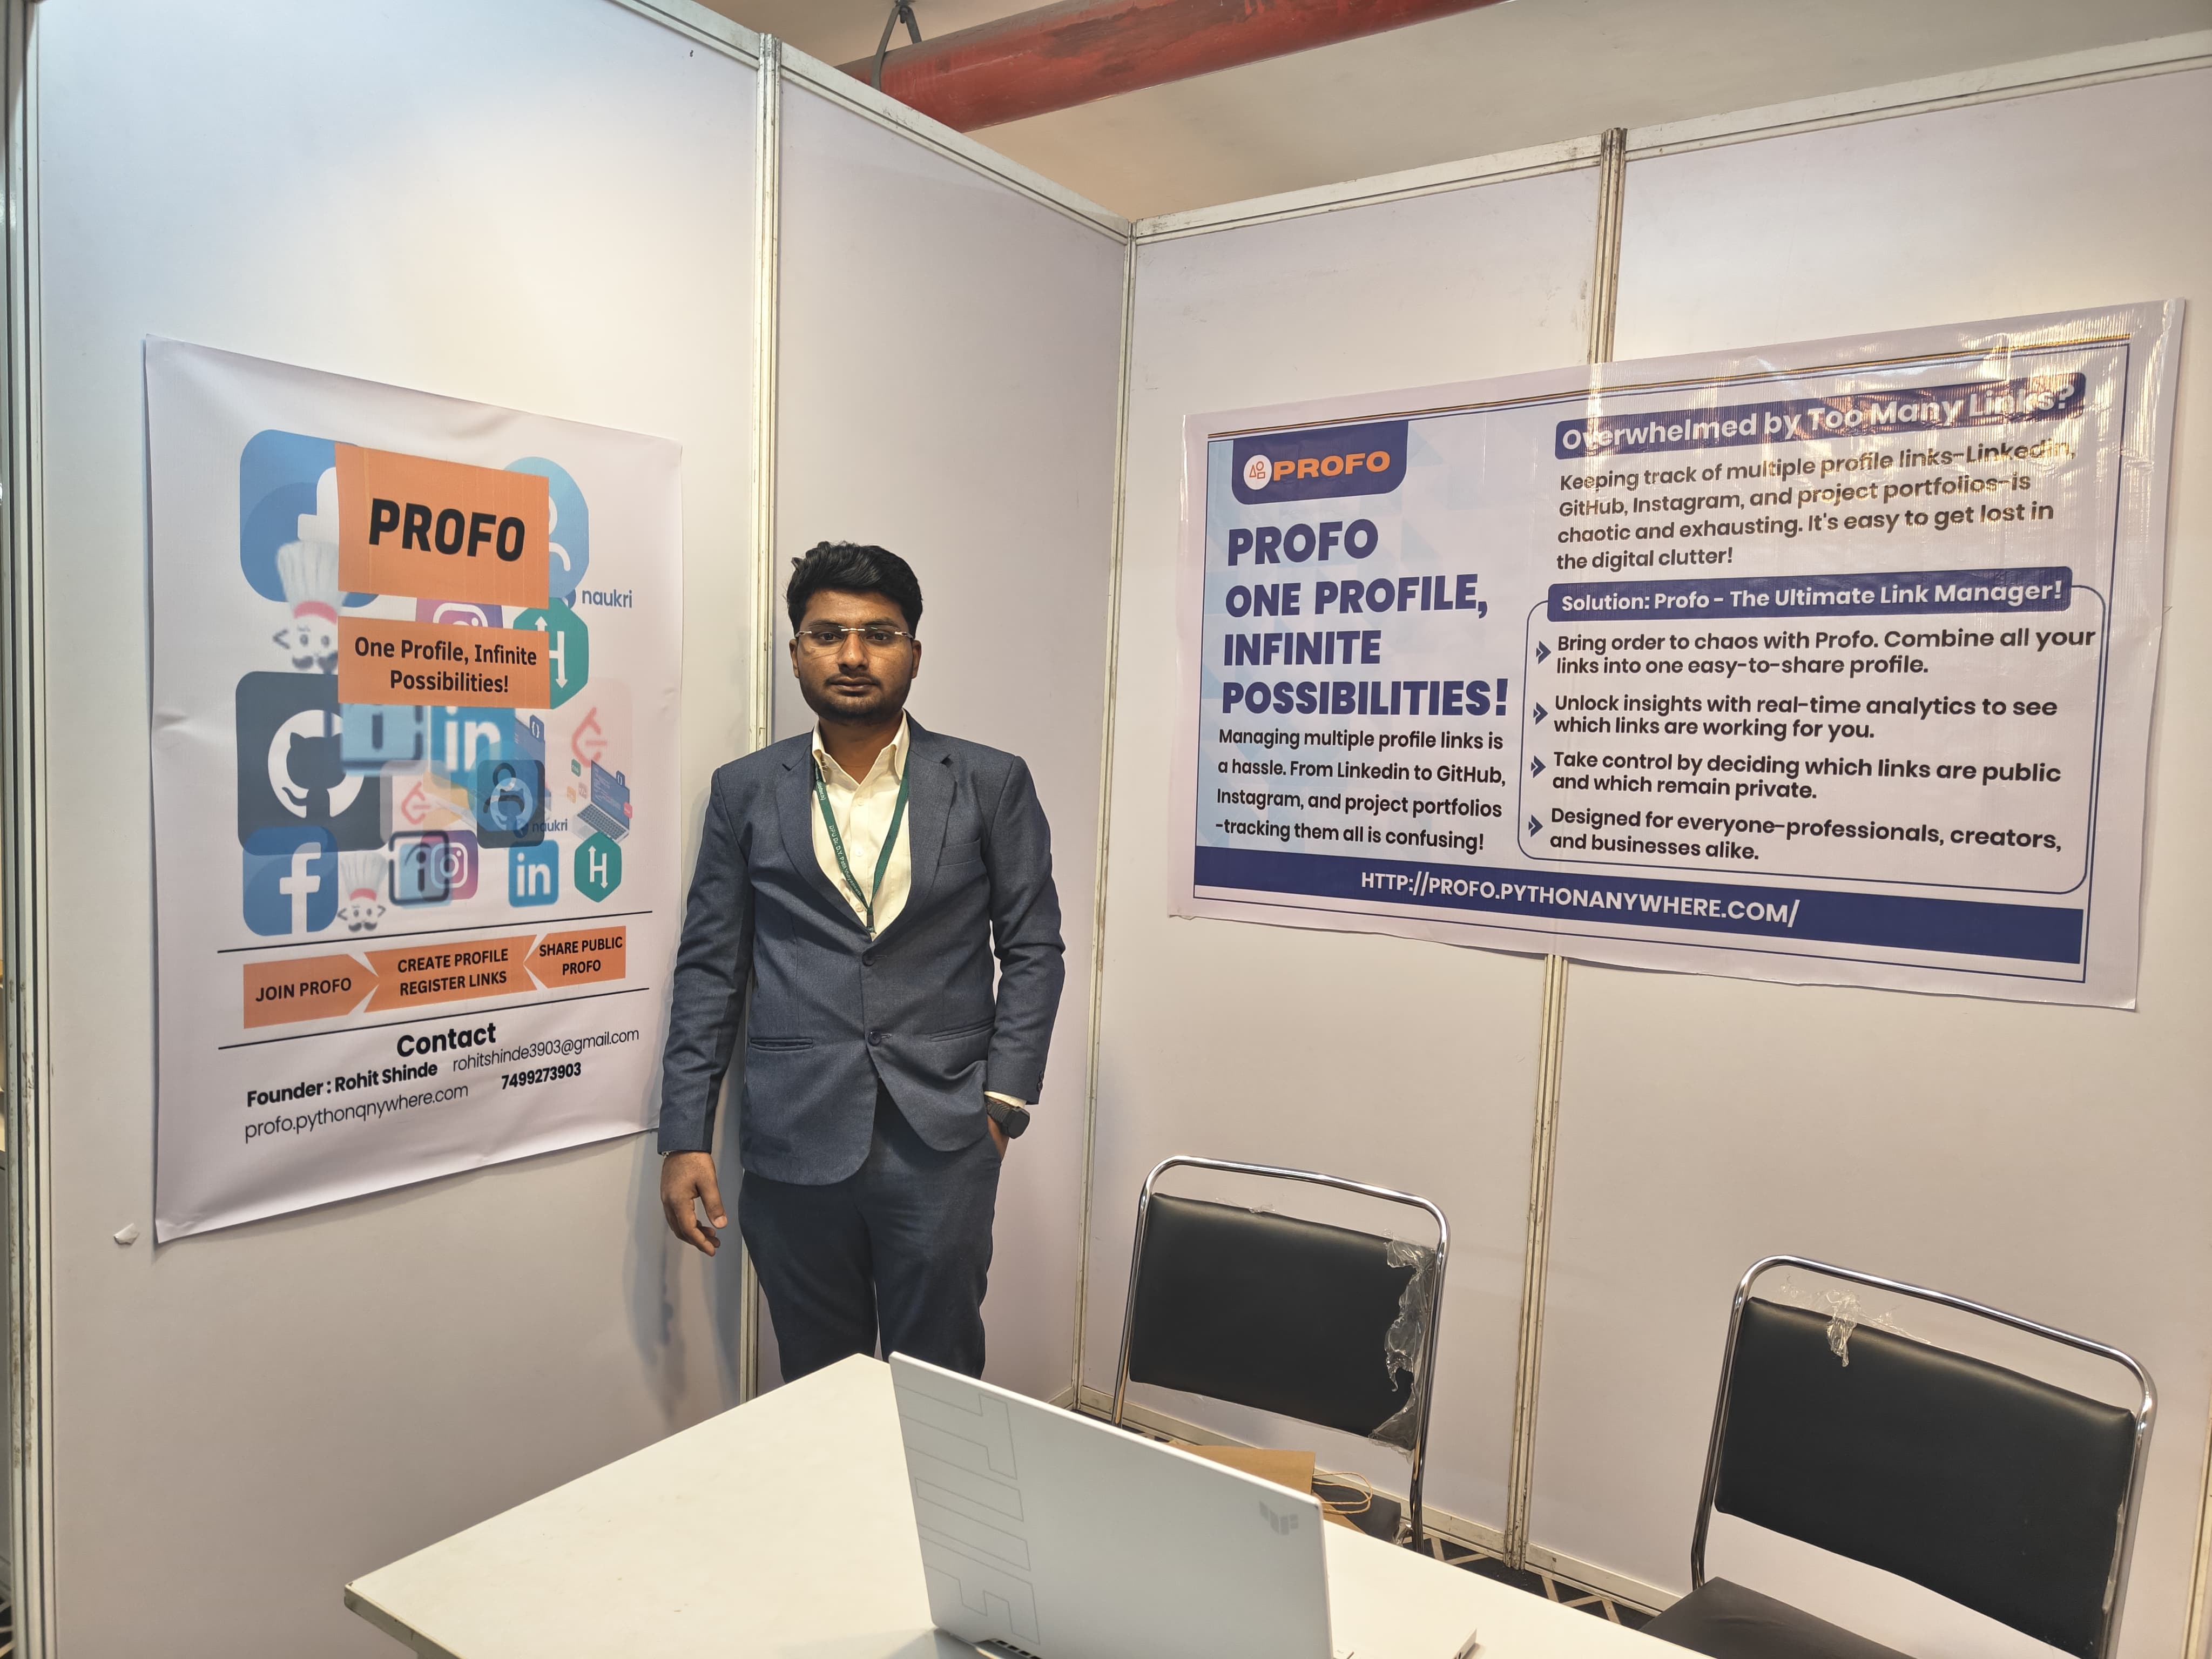 PROFO
naukri
One Profile, Infinite
Possibilities!
in
naukri
in
JOIN PROFO
CREATE PROFILE
REGISTER LINKS
SHARE PUBLIC
PROFO
Contact
Founder : Rohit Shinde
rohitshinde3903@gmail.com
profo.pythonqnywhere.com
7499273903
PROFO
PROFO
ONE PROFILE,
INFINITE
POSSIBILITIES!
Managing multiple profile links is
a hassle. From Linkedin to GitHub,
Instagram, and project portfolios
-tracking them all is confusing!
Overwhelmed by Too Many Links?
Keeping track of multiple profile links-LinkedIn,
GitHub, Instagram, and project portfolios-is
chaotic and exhausting. It's easy to get lost in
the digital clutter!
Solution: Profo - The Ultimate Link Manager!
Bring order to chaos with Profo. Combine all your
links into one easy-to-share profile.
Unlock insights with real-time analytics to see
which links are working for you.
Take control by deciding which links are public
and which remain private.
Designed for everyone-professionals, creators,
and businesses alike.
HTTP://PROFO.PYTHONANYWHERE.COM/
TUF